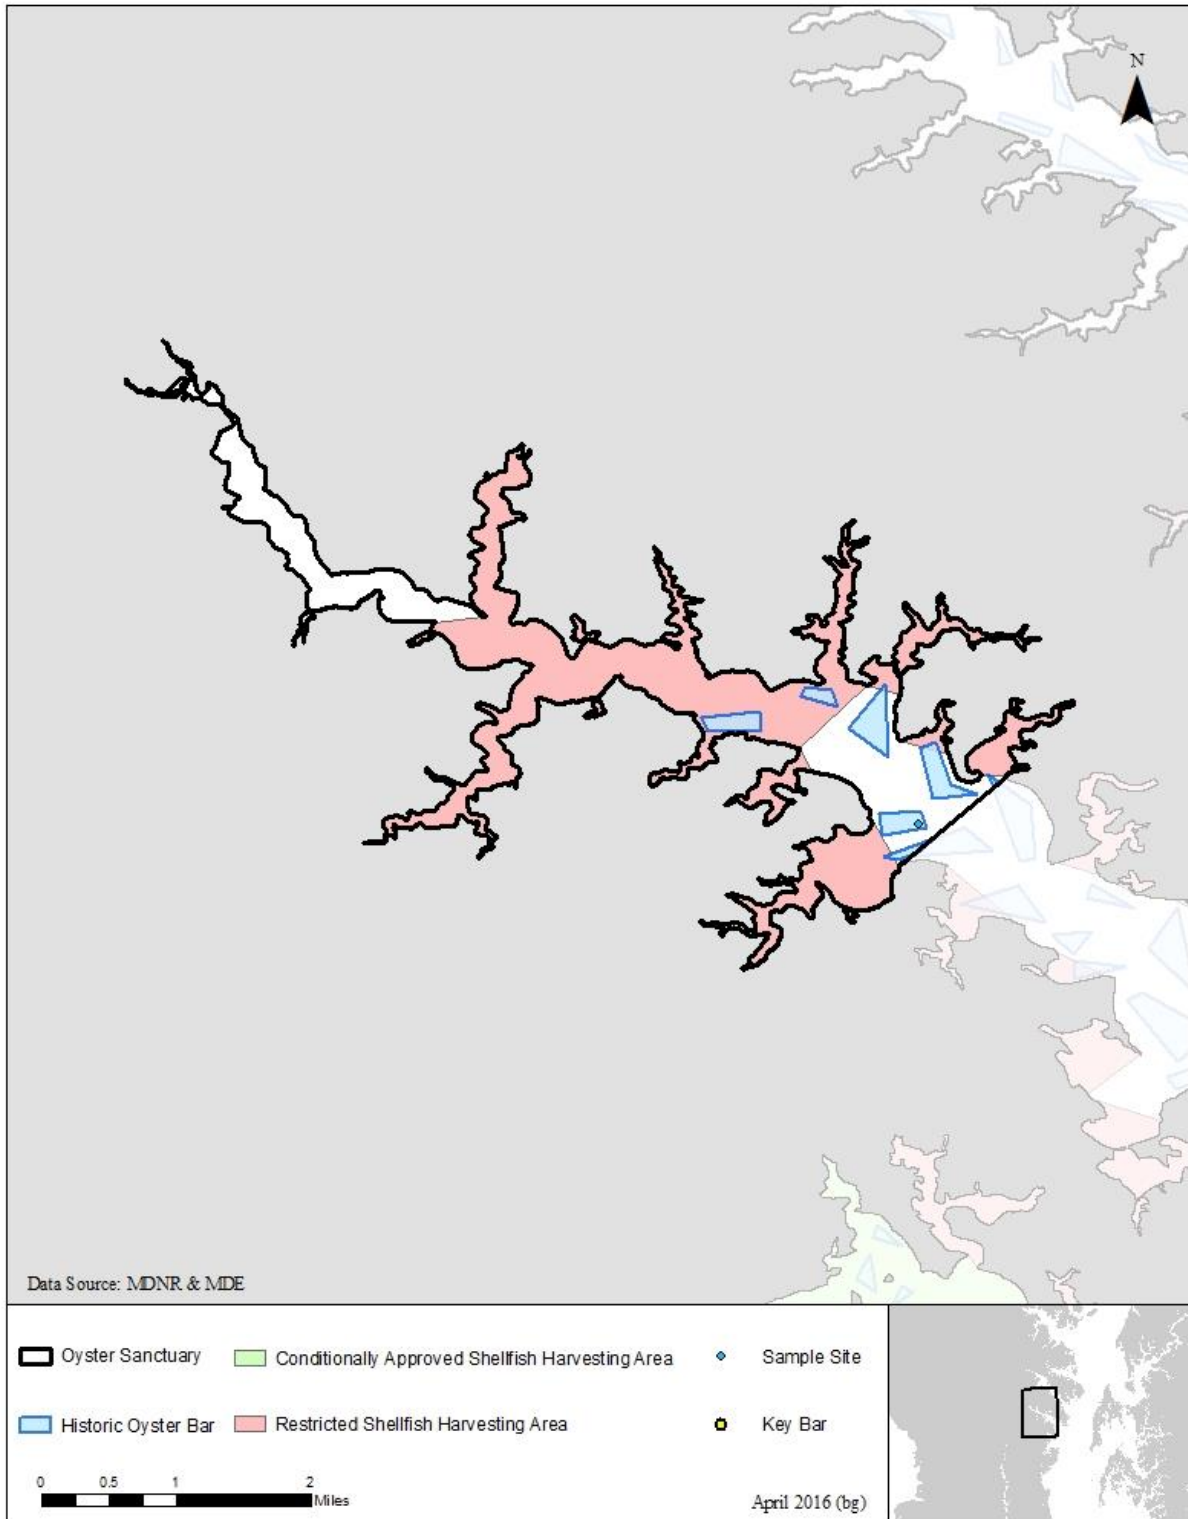 N
Data Source: MDNR & MDE
Oyster Sanctuary
Conditionally Approved Shellfish Harvesting Area
Sample Site
Historic Oyster Bar
Restricted Shellfish Harvesting Area
Key Bar
0 0.5 1 2
Miles
April 2016 (bg)